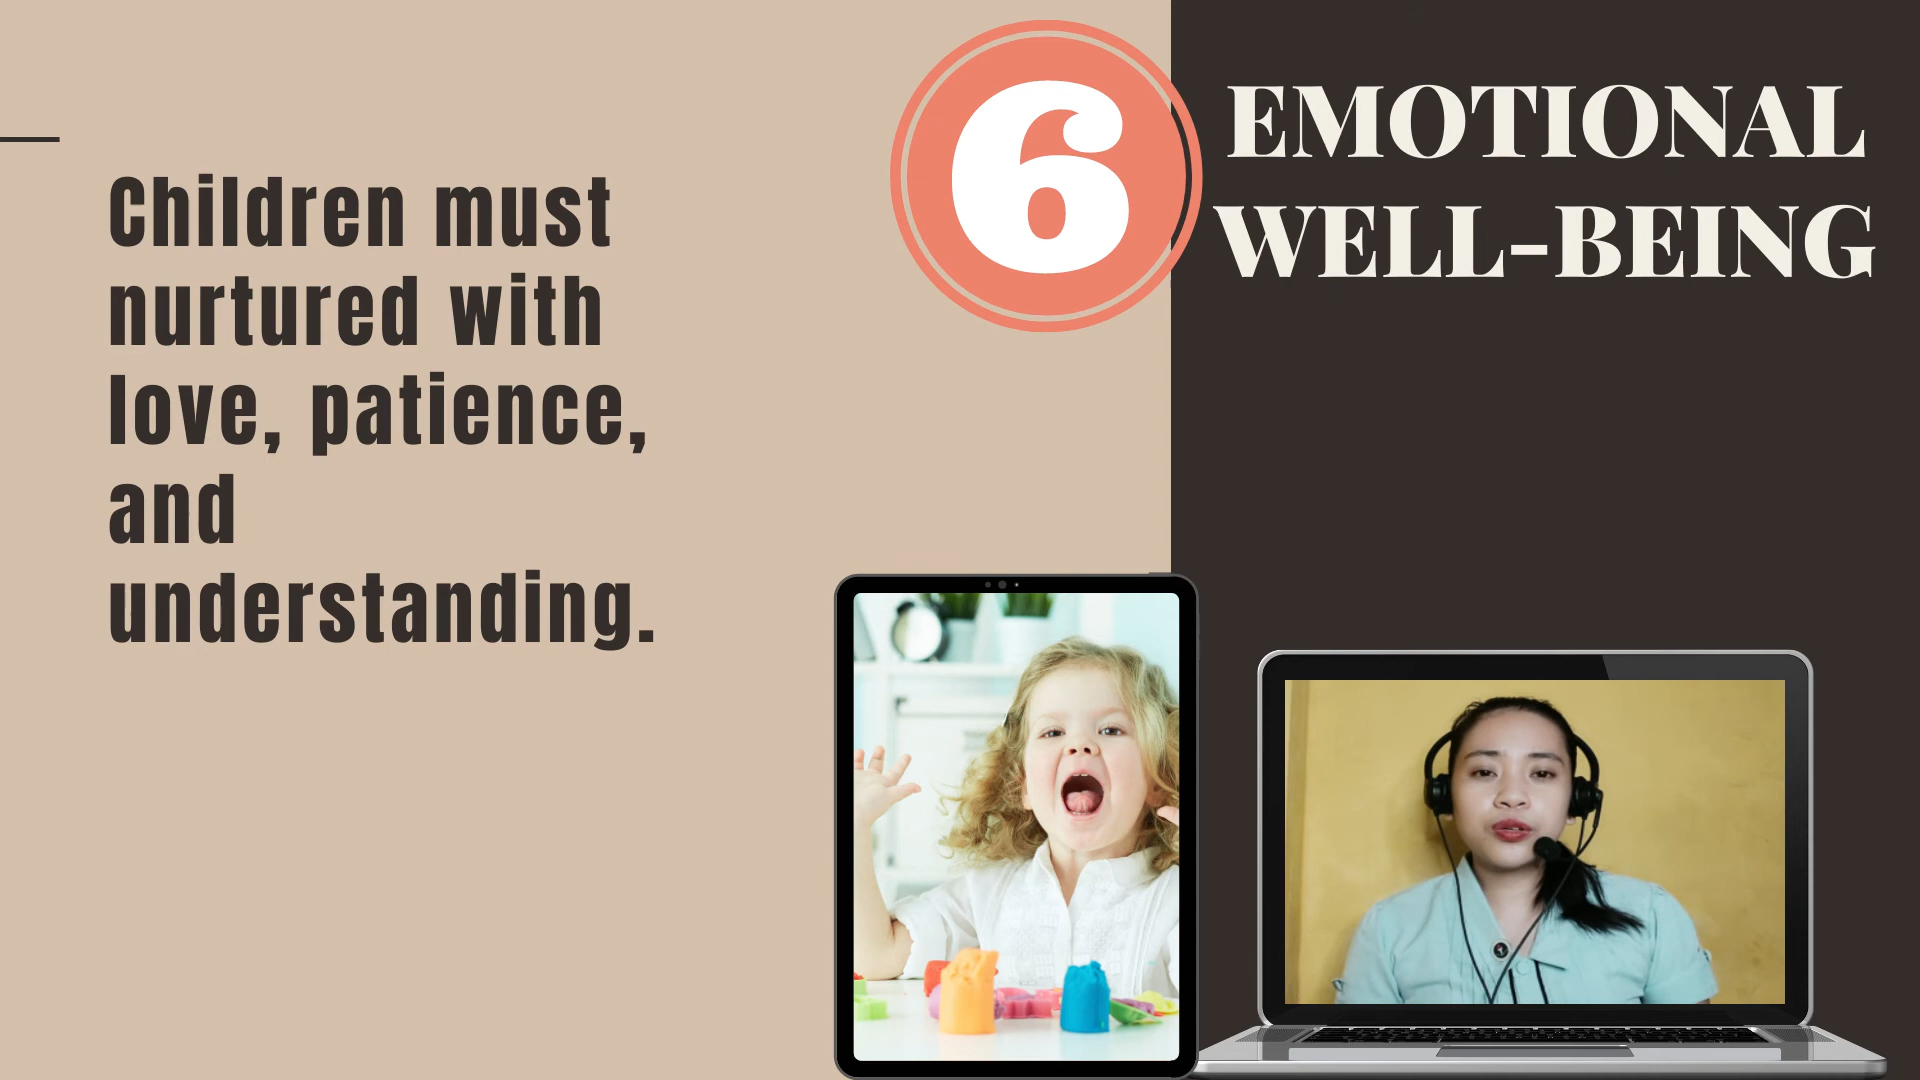 6
EMOTIONAL
WELL-BEING
Children must
nurtured with
love, patience,
and
understanding.